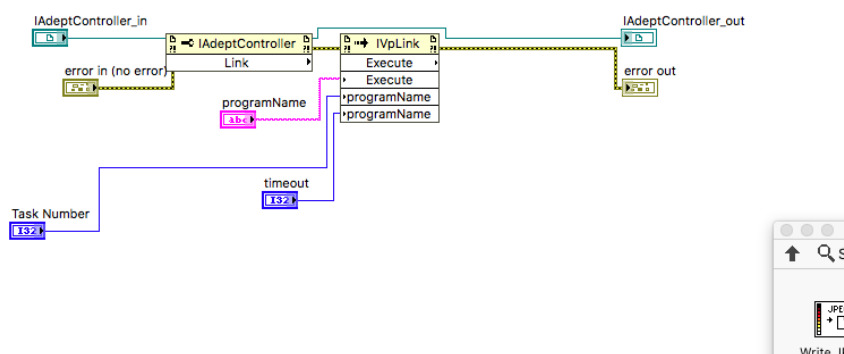 IAdeptController_in
IAdeptController_out
IAdeptController
IVpLink
Link
Execute
error in (no error)
error out
Execute
programName
programName
abc
programName
timeout
I32
Task Number
I32
S
JPE
Write